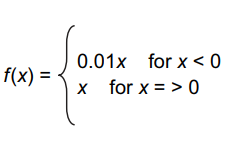 f(x) =
0.01x for x < 0
x for x = > 0